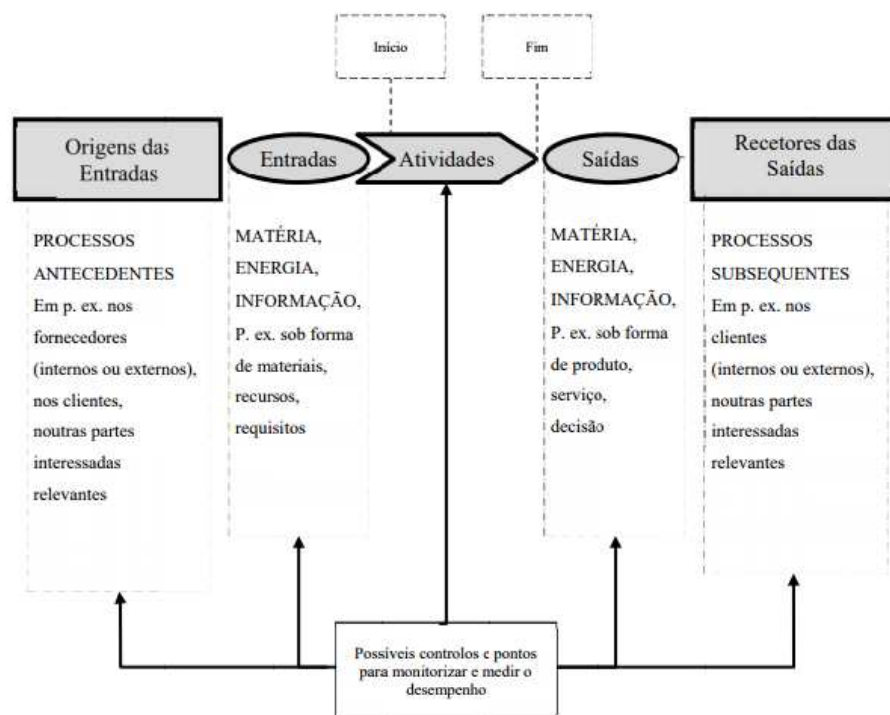 Início
Fim
Origens das
Entradas
Entradas
Atividades
Saídas
Recetores das
Saídas
PROCESSOS
ANTECEDENTES
Em p. ex. nos
fornecedores
(internos ou externos),
nos clientes,
noutras partes
interessadas
relevantes
MATÉRIA,
ENERGIA,
INFORMAÇÃO,
P. ex. sob forma
de materiais,
recursos,
requisitos
MATÉRIA,
ENERGIA,
INFORMAÇÃO,
P. ex. sob forma
de produto,
serviço,
decisão
PROCESSOS
SUBSEQUENTES
Em p. ex. nos
clientes
(internos ou externos),
noutras partes
interessadas
relevantes
Possíveis controlos e pontos
para monitorizar e medir o
desempenho